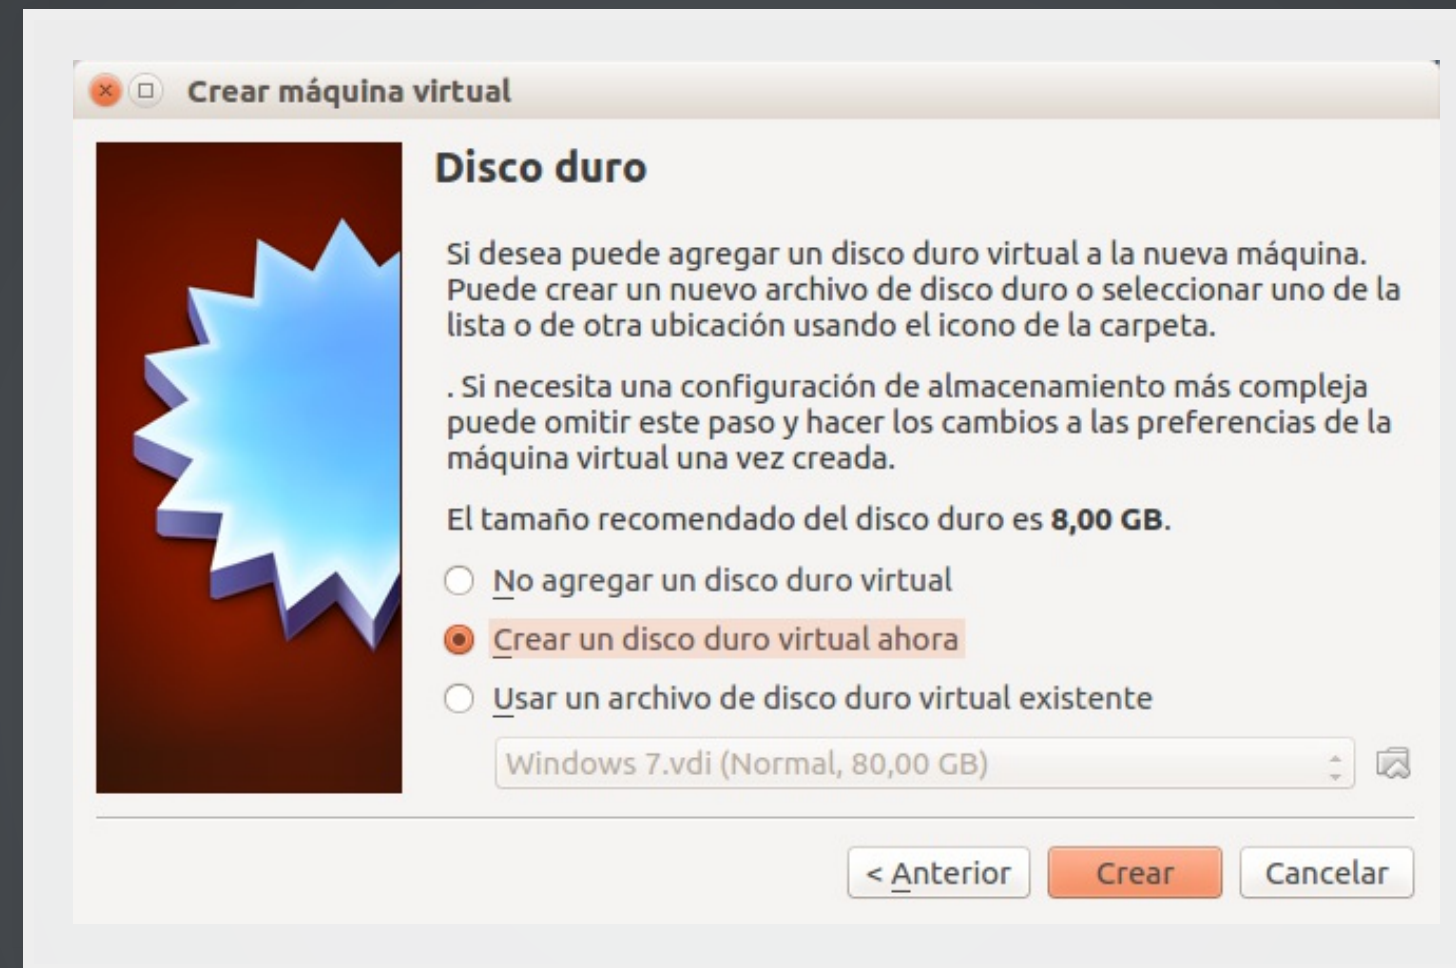 Crear máquina virtual
Disco duro
Si desea puede agregar un disco duro virtual a la nueva máquina.
Puede crear un nuevo archivo de disco duro o seleccionar uno de la
lista o de otra ubicación usando el icono de la carpeta.
. Si necesita una configuración de almacenamiento más compleja
puede omitir este paso y hacer los cambios a las preferencias de la
máquina virtual una vez creada.
El tamaño recomendado del disco duro es 8,00 GB.
No agregar un disco duro virtual
Crear un disco duro virtual ahora
Usar un archivo de disco duro virtual existente
Windows 7.vdi (Normal, 80,00 GB)
< Anterior Crear Cancelar